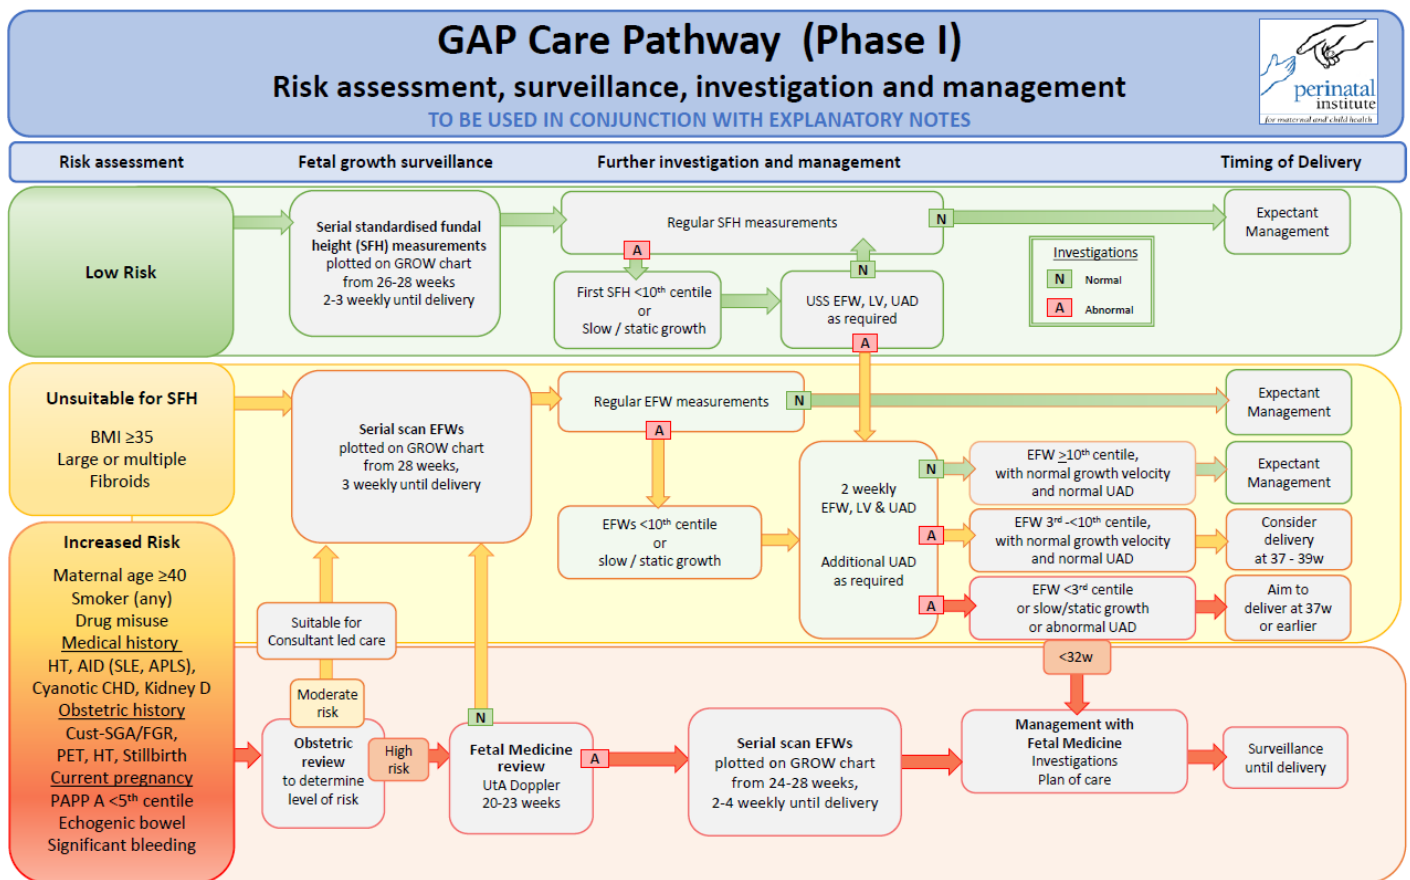 GAP Care Pathway (Phase I)
Risk assessment, surveillance, investigation and management
TO BE USED IN CONJUNCTION WITH EXPLANATORY NOTES
perinatal
institute
for maternal and child health
Risk assessment
Fetal growth surveillance
Further investigation and management
Timing of Delivery
Low Risk
Serial standardised fundal
height (SFH) measurements
plotted on GROW chart
from 26-28 weeks
2-3 weekly until delivery
Regular SFH measurements
N
A
First SFH <10th centile
or
Slow / static growth
N
USS EFW, LV, UAD
as required
A
Expectant
Management
Investigations
N Normal
A Abnormal
Unsuitable for SFH
BMI ≥35
Large or multiple
Fibroids
Serial scan EFWs
plotted on GROW chart
from 28 weeks,
3 weekly until delivery
Regular EFW measurements
N
A
Expectant
Management
EFWs <10th centile
or
slow / static growth
2 weekly
EFW, LV & UAD
Additional UAD
as required
N
EFW ≥10th centile,
with normal growth velocity
and normal UAD
Expectant
Management
A
EFW 3rd -<10th centile,
with normal growth velocity
and normal UAD
Consider
delivery
at 37 - 39w
A
EFW <3rd centile
or slow/static growth
or abnormal UAD
Aim to
deliver at 37w
or earlier
Increased Risk
Maternal age ≥40
Smoker (any)
Drug misuse
Medical history
HT, AID (SLE, APLS),
Cyanotic CHD, Kidney D
Obstetric history
Cust-SGA/FGR,
PET, HT, Stillbirth
Current pregnancy
PAPP A <5th centile
Echogenic bowel
Significant bleeding
Suitable for
Consultant led care
Moderate
risk
Obstetric
review
to determine
level of risk
High
risk
N
Fetal Medicine
review
UtA Doppler
20-23 weeks
A
Serial scan EFWs
plotted on GROW chart
from 24-28 weeks,
2-4 weekly until delivery
<32w
Management with
Fetal Medicine
Investigations
Plan of care
Surveillance
until delivery